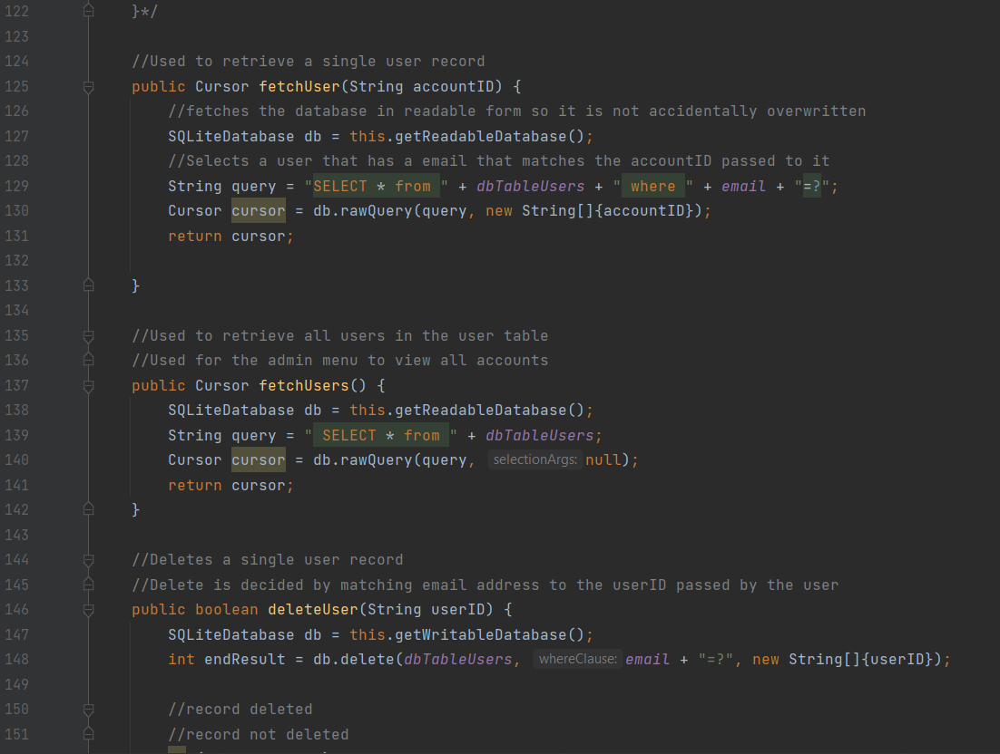 122 }*/
123
124 //Used to retrieve a single user record
125 public Cursor fetchUser(String accountID) {
126 //fetches the database in readable form so it is not accidentally overwritten
127 SQLiteDatabase db = this.getReadableDatabase();
128 //Selects a user that has a email that matches the accountID passed to it
129 String query = "SELECT * from " + dbTableUsers + " where " + email + "=?";
130 Cursor cursor = db.rawQuery(query, new String[]{accountID});
131 return cursor;
132
133 }
134
135 //Used to retrieve all users in the user table
136 //Used for the admin menu to view all accounts
137 public Cursor fetchUsers() {
138 SQLiteDatabase db = this.getReadableDatabase();
139 String query = " SELECT * from " + dbTableUsers;
140 Cursor cursor = db.rawQuery(query, selectionArgs: null);
141 return cursor;
142 }
143
144 //Deletes a single user record
145 //Delete is decided by matching email address to the userID passed by the user
146 public boolean deleteUser(String userID) {
147 SQLiteDatabase db = this.getWritableDatabase();
148 int endResult = db.delete(dbTableUsers, whereClause: email + "=?", new String[]{userID});
149
150 //record deleted
151 //record not deleted